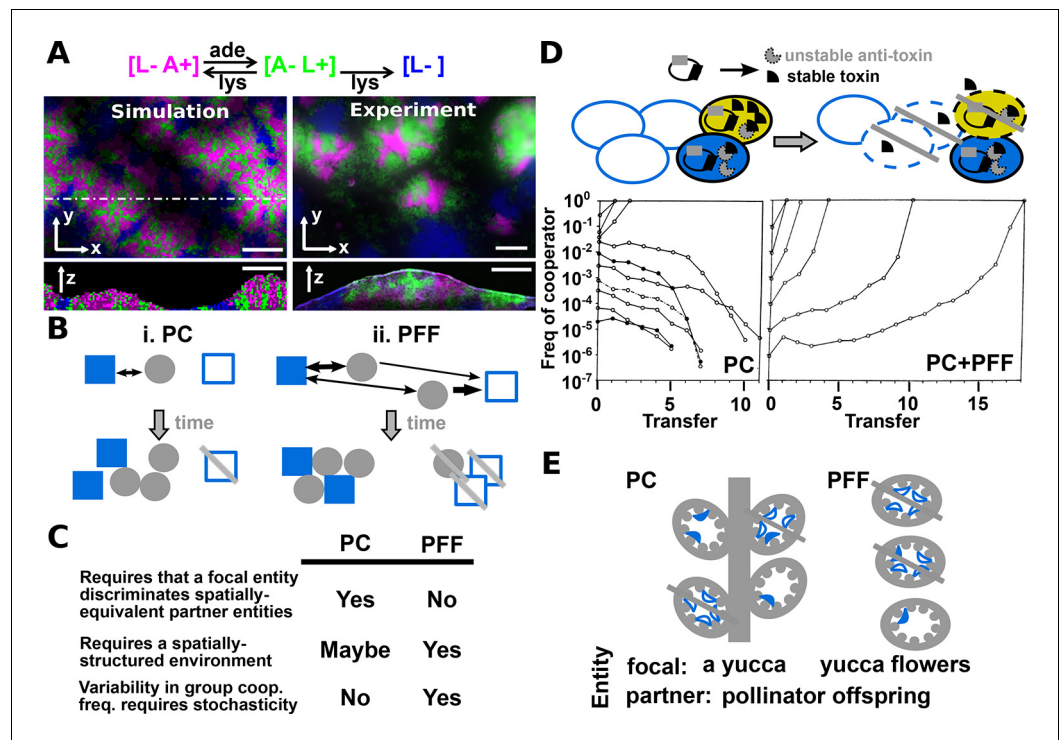 A
[L- A+]
ade
lys
[A- L+]
lys
[L- ]
Simulation
Experiment
y
x
y
x
z
z
B
i. PC
ii. PFF
time
time
C
PC PFF
Requires that a focal entity
discriminates spatially-
equivalent partner entities
Yes No
Requires a spatially-
structured environment
Maybe Yes
Variability in group coop.
freq. requires stochasticity
No Yes
D
unstable anti-toxin
stable toxin
Freq of cooperator
10^0
10^-1
10^-2
10^-3
10^-4
10^-5
10^-6
10^-7
0 5 10
Transfer
PC
0 5 10 15
Transfer
PC+PFF
E
PC
PFF
Entity
focal: a yucca yucca flowers
partner: pollinator offspring